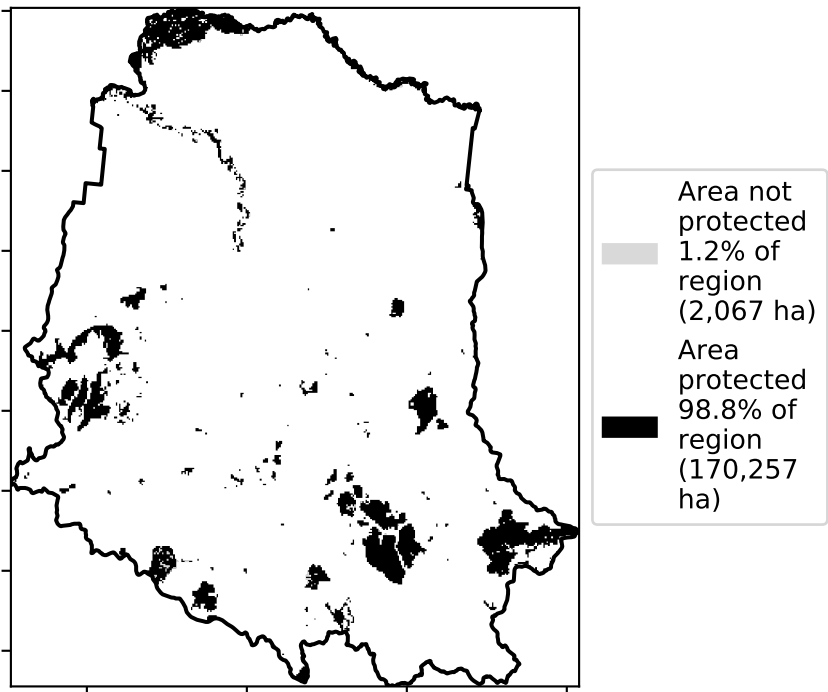 Area not
protected
1.2% of
region
(2,067 ha)
Area
protected
98.8% of
region
(170,257
ha)